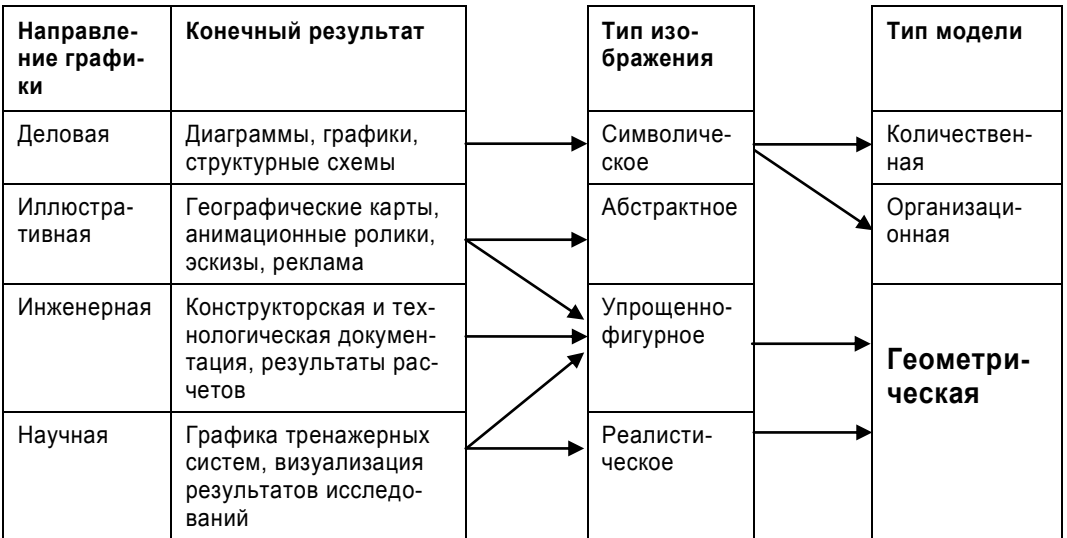 Направле-
ние графи-
ки
Конечный результат
Тип изо-
бражения
Тип модели
Деловая
Диаграммы, графики,
структурные схемы
Символиче-
ское
Количествен-
ная
Иллюстра-
тивная
Географические карты,
анимационные ролики,
эскизы, реклама
Абстрактное
Организаци-
онная
Инженерная
Конструкторская и тех-
нологическая докумен-
тация, результаты рас-
четов
Упрощенно-
фигурное
Геометри-
ческая
Научная
Графика тренажерных
систем, визуализация
результатов исследо-
ваний
Реалисти-
ческое